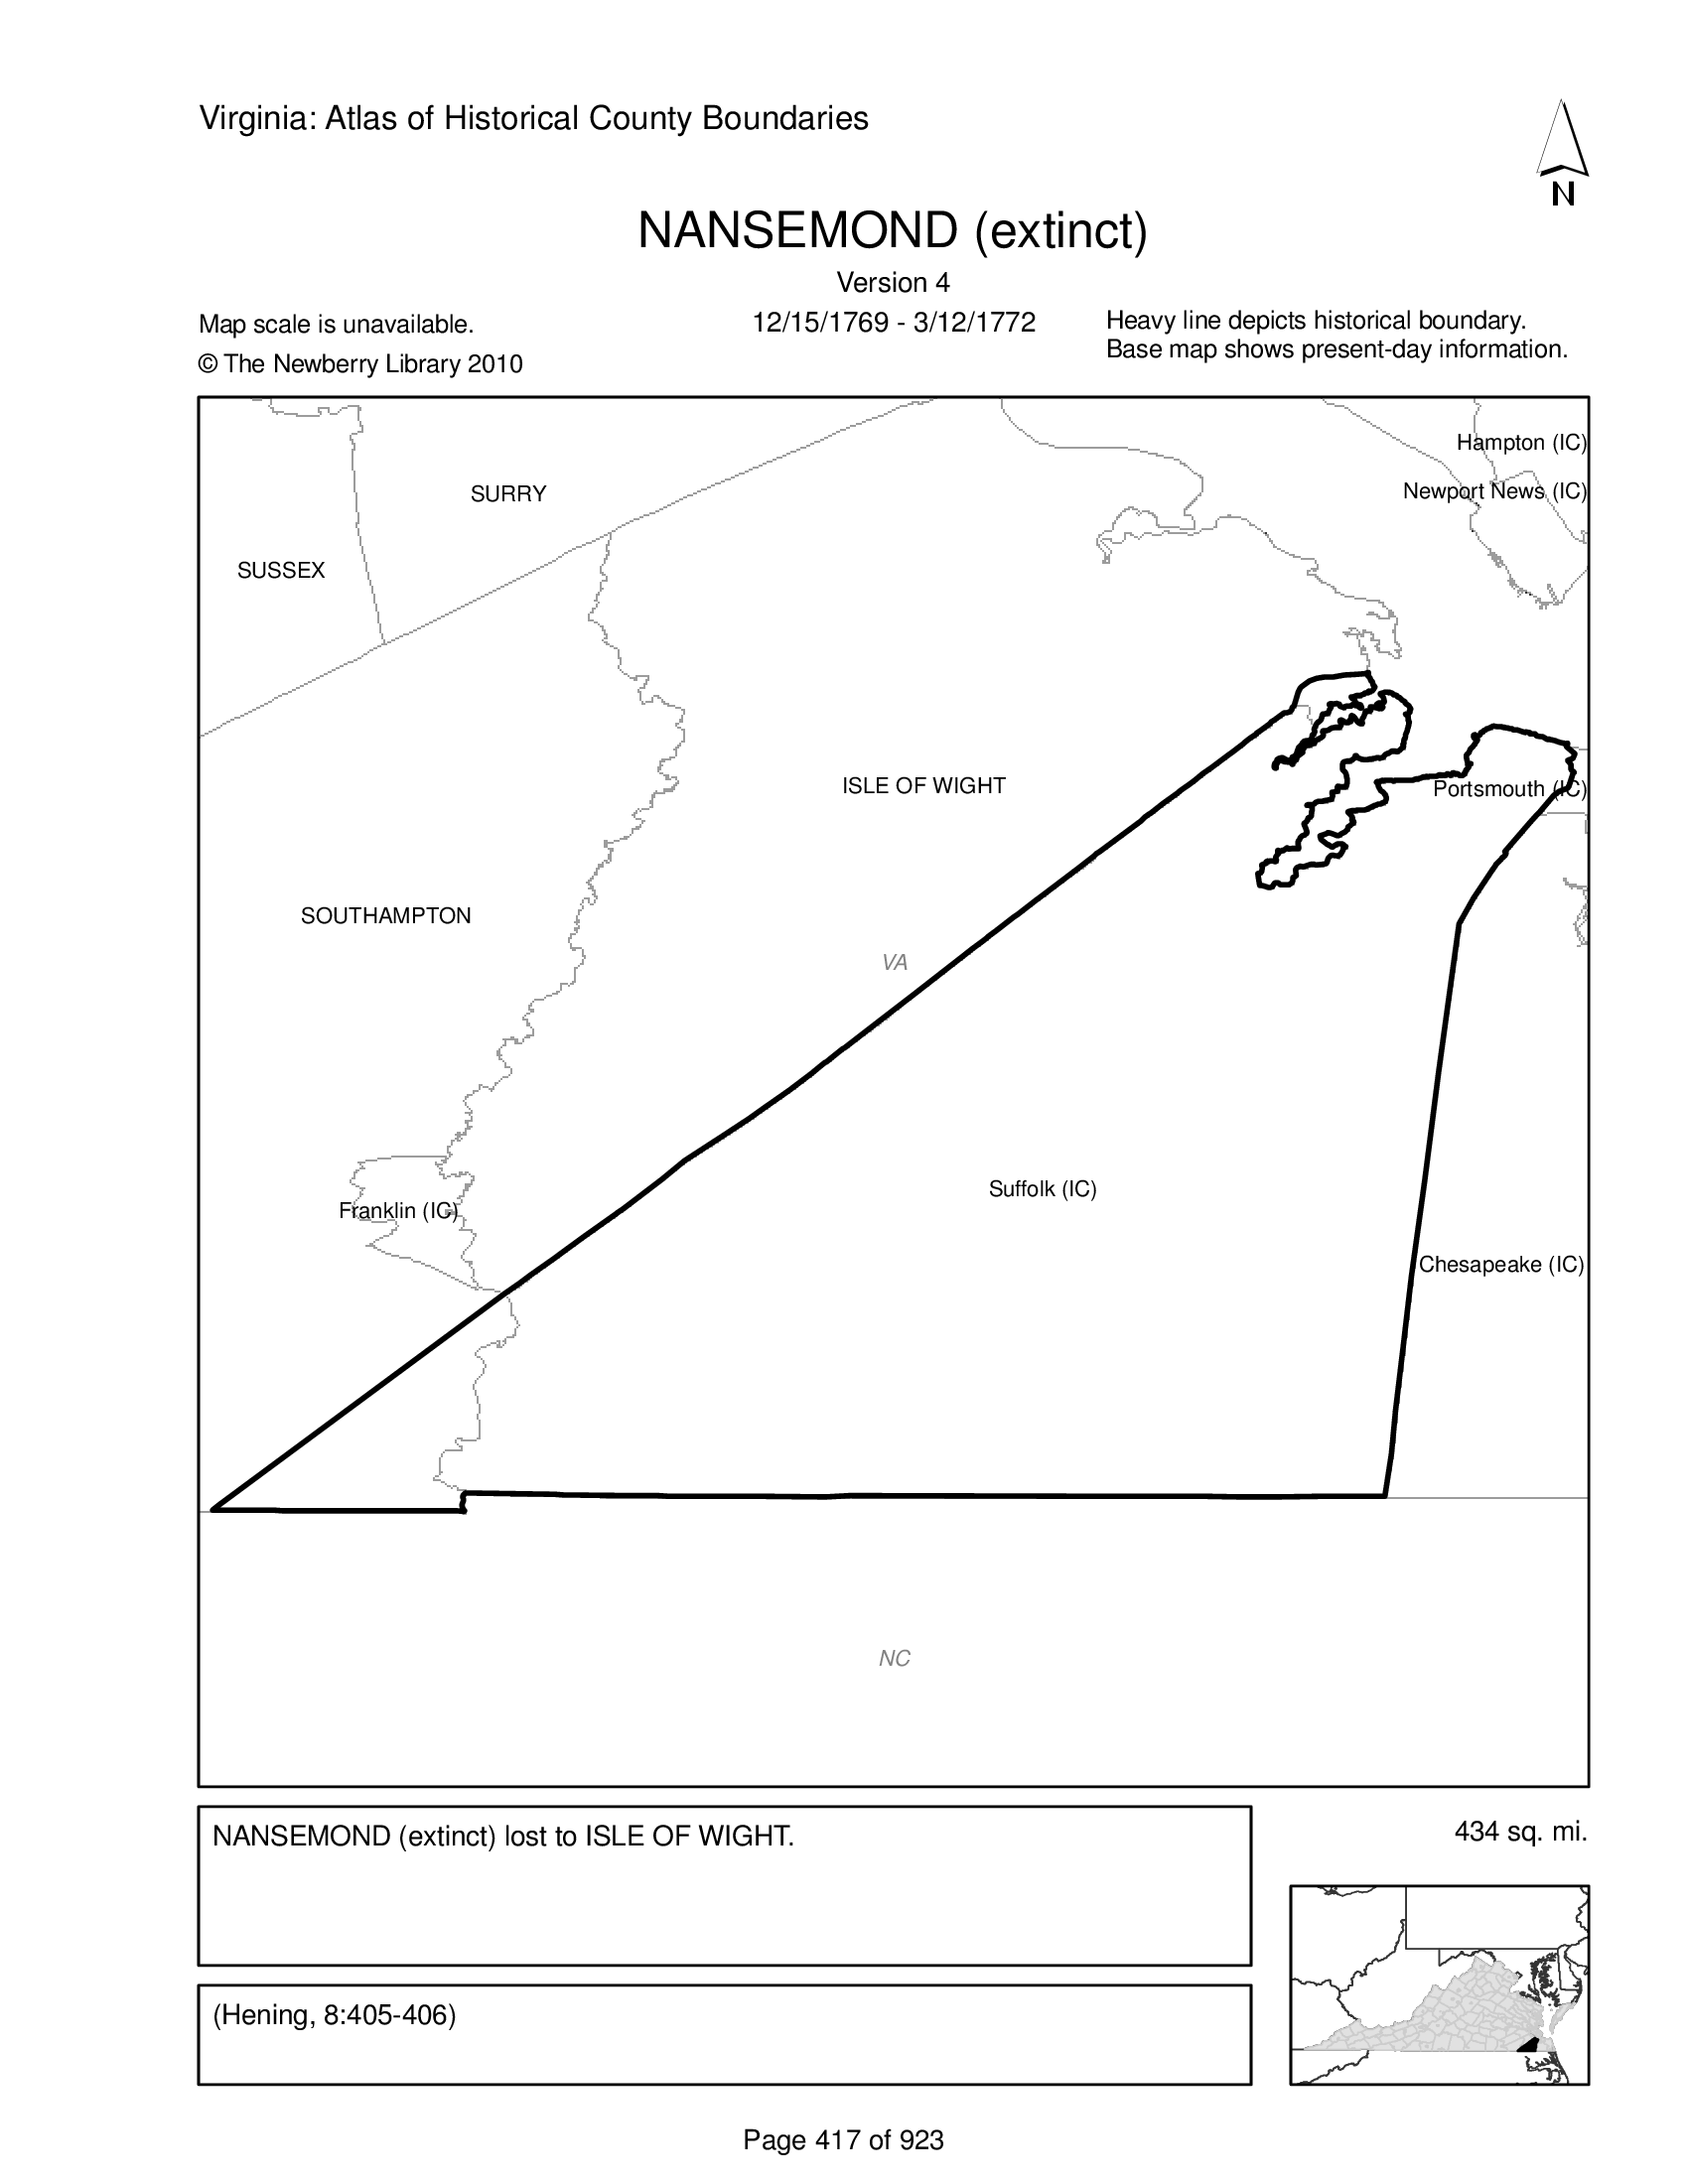 Virginia: Atlas of Historical County Boundaries
N
NANSEMOND (extinct)
Version 4
Map scale is unavailable.
12/15/1769 - 3/12/1772
Heavy line depicts historical boundary.
© The Newberry Library 2010
Base map shows present-day information.
Hampton (IC)
SURRY
Newport News (IC)
SUSSEX
ISLE OF WIGHT
Portsmouth (IC)
SOUTHAMPTON
VA
Suffolk (IC)
Franklin (IC)
Chesapeake (IC)
NC
NANSEMOND (extinct) lost to ISLE OF WIGHT.
434 sq. mi.
(Hening, 8:405-406)
Page 417 of 923